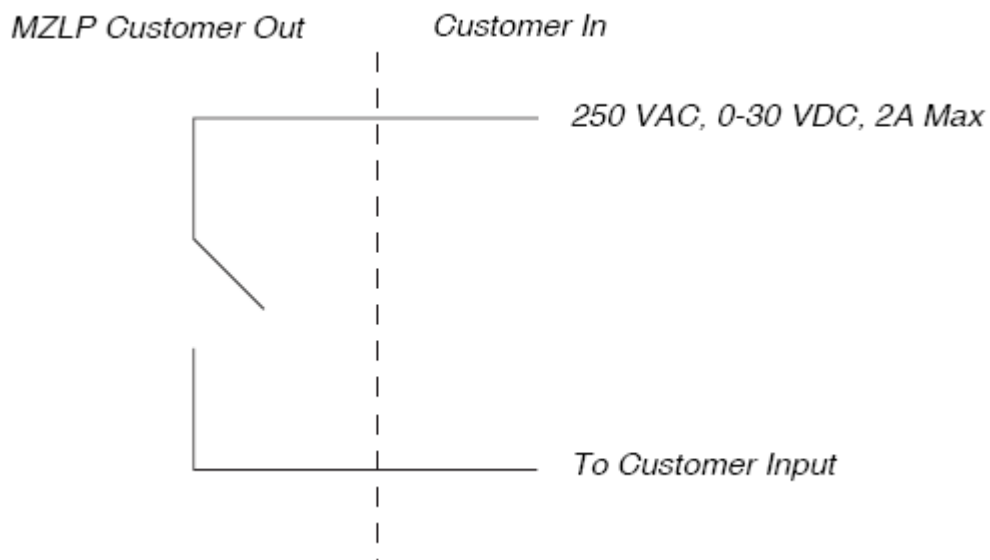 MZLP Customer Out
Customer In
250 VAC, 0-30 VDC, 2A Max
To Customer Input